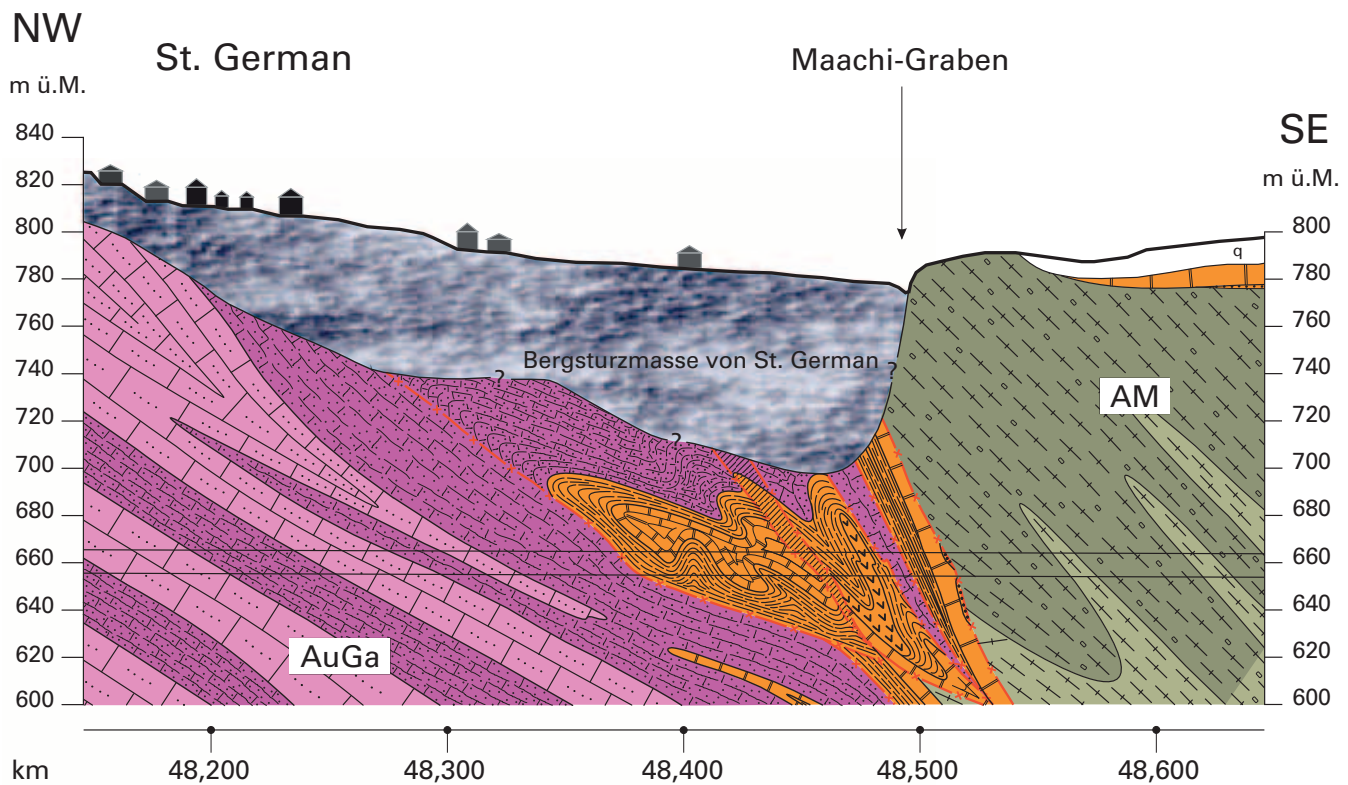 NW
St. German
Maachi-Graben
m ü.M.
SE
m ü.M.
840
820
800
780
760
740
720
700
680
660
640
620
600
800
780
760
740
720
700
680
660
640
620
600
q
Bergsturzmasse von St. German
?
?
?
AM
AuGa
km
48,200
48,300
48,400
48,500
48,600